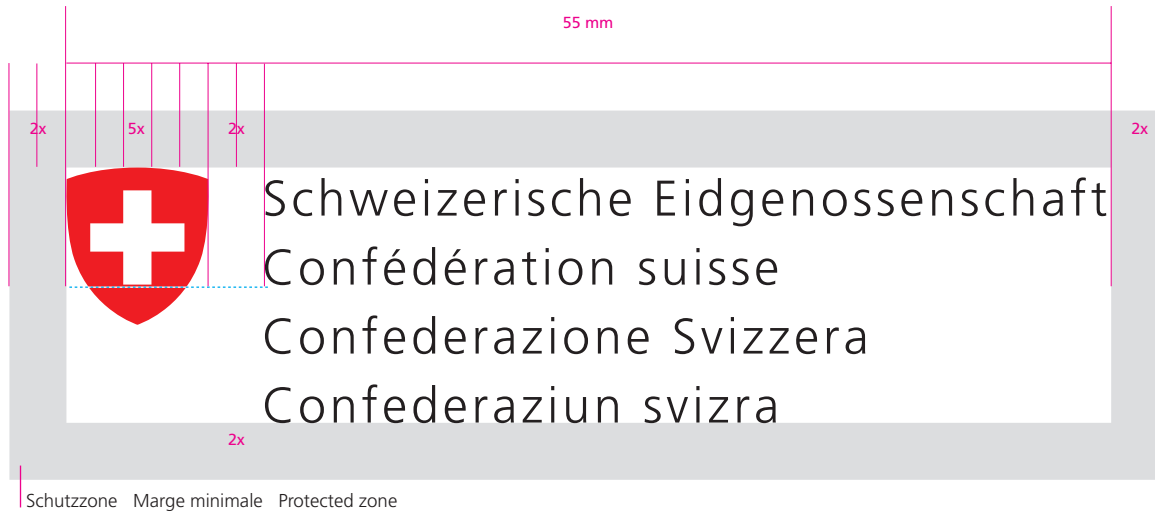 55 mm
2x 5x 2x 2x
Schweizerische Eidgenossenschaft
Confédération suisse
Confederazione Svizzera
Confederaziun svizra
2x
Schutzzone Marge minimale Protected zone